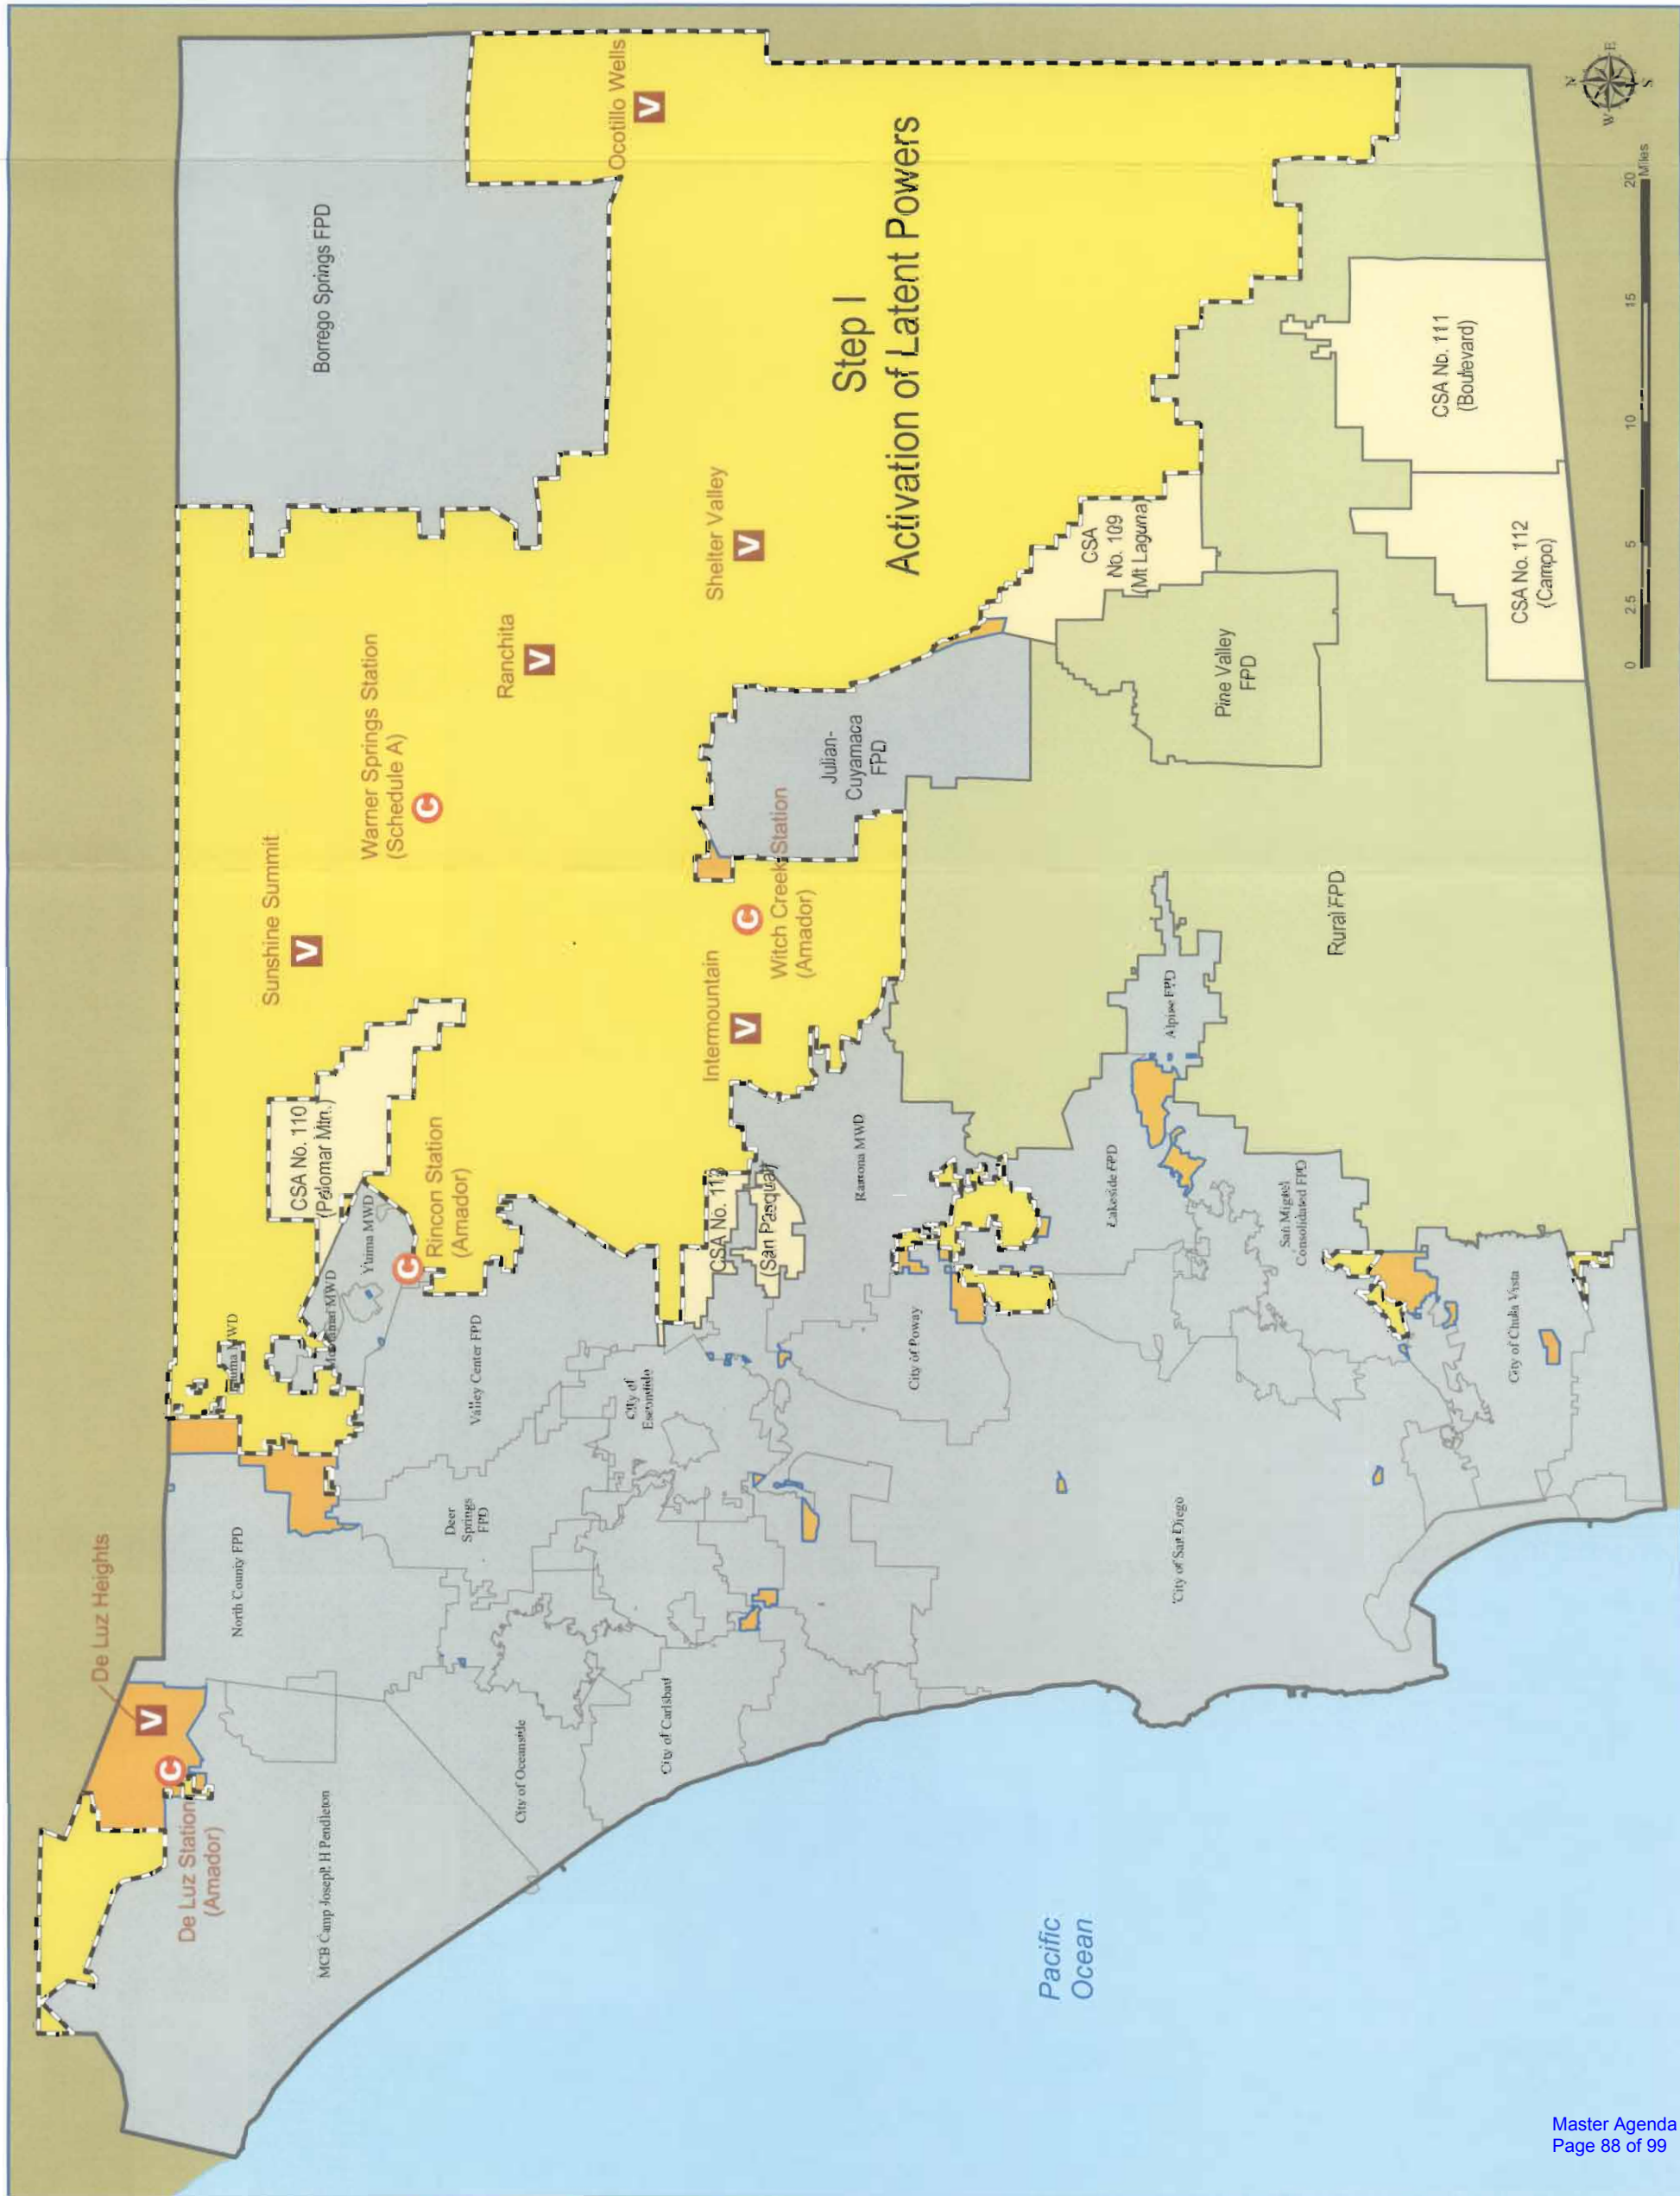 De Luz Heights
De Luz Station
(Amador)
MCB Camp Joseph H Pendleton
North County FPD
City of Oceanside
City of Carlsbad
Deer
Springs
FPD
Valley Center FPD
City of
Escondido
Yuima MWD
Rincon Station
(Amador)
CSA No. 110
(Palomar Mtn.)
Sunshine Summit
V
Warner Springs Station
(Schedule A)
C
Ranchita
V
Borrego Springs FPD
Ocotillo Wells
V
Shelter Valley
V
Step I
Activation of Latent Powers
Intermountain
V
Witch Creek Station
(Amador)
C
Julian-
Cuyamaca
FPD
CSA No. 113
(San Pasqual)
Ramona MWD
City of Poway
Lakeside FPD
Alpine FPD
San Miguel
Consolidated FPD
City of San Diego
City of Chula Vista
Rural FPD
Pine Valley
FPD
CSA
No. 109
(Mt Laguna)
CSA No. 111
(Boulevard)
CSA No. 112
(Campo)
Pacific
Ocean
V
C
C
N
W
E
S
0 2.5 5 10 15 20
Miles
Master Agenda
Page 88 of 99